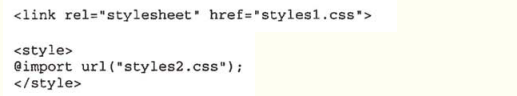 <link rel="stylesheet" href="styles1.css">
<style>
@import url("styles2.css");
</style>